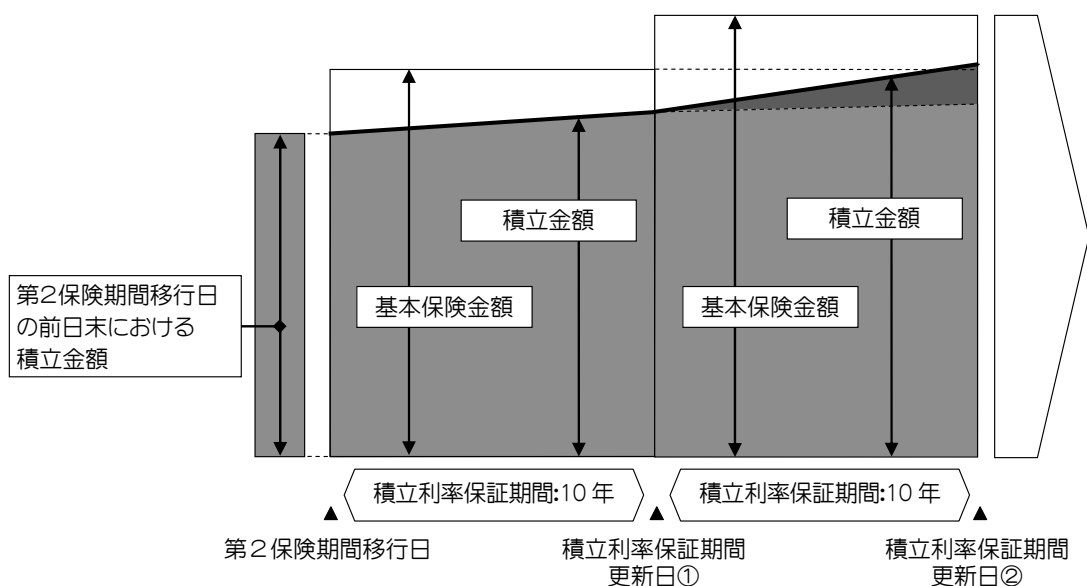 積立金額
積立金額
第2保険期間移行日
の前日末における
積立金額
基本保険金額
基本保険金額
積立利率保証期間:10年
積立利率保証期間:10年
▲
▲
▲
第2保険期間移行日
積立利率保証期間
更新日①
積立利率保証期間
更新日②